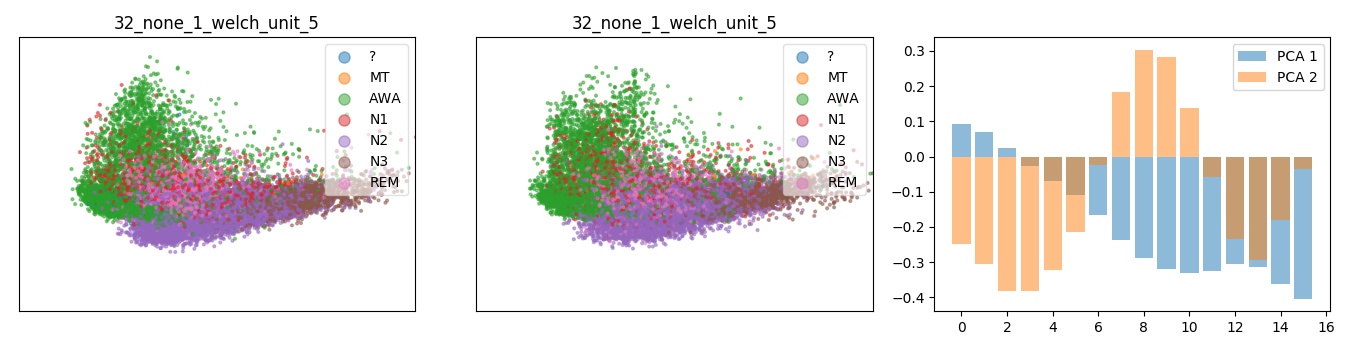 32_none_1_welch_unit_5
?
MT
AWA
N1
N2
N3
REM
32_none_1_welch_unit_5
?
MT
AWA
N1
N2
N3
REM
PCA 1
PCA 2
0.3
0.2
0.1
0.0
−0.1
−0.2
−0.3
−0.4
0 2 4 6 8 10 12 14 16